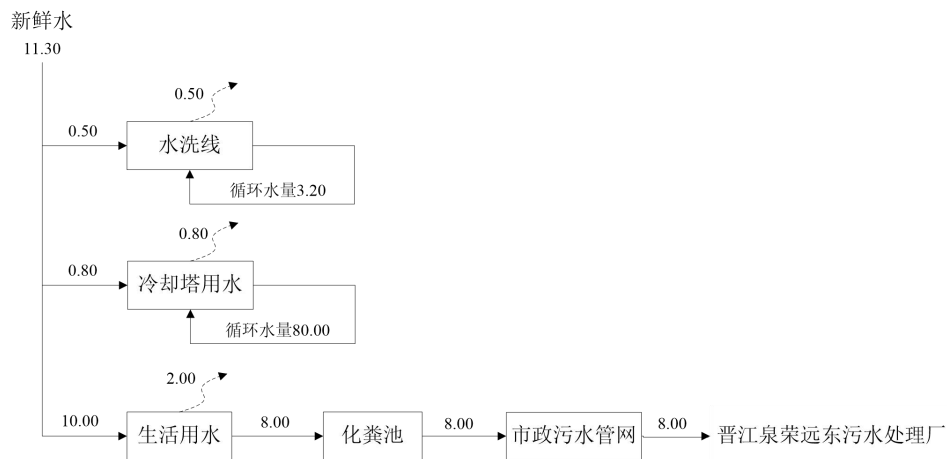 新鲜水
11.30
0.50
0.50
水洗线
循环水量3.20
0.80
0.80
冷却塔用水
循环水量80.00
2.00
10.00
生活用水
8.00
化粪池
8.00
市政污水管网
8.00
晋江泉荣远东污水处理厂